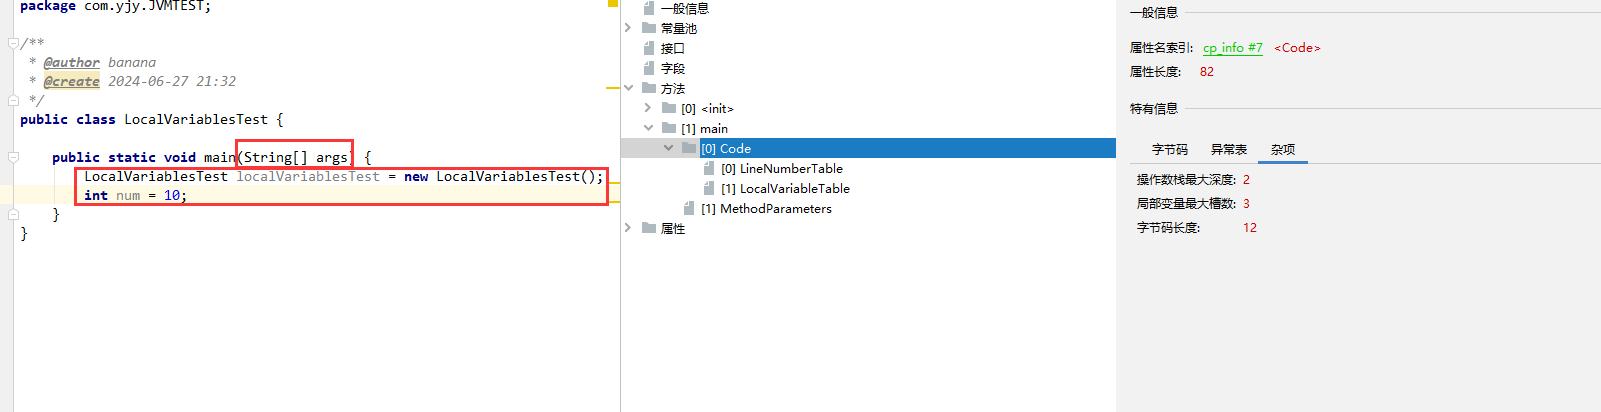 package com.yjy.JVMTEST;
/**
* @author banana
* @create 2024-06-27 21:32
*/
public class LocalVariablesTest {
public static void main(String[] args) {
LocalVariablesTest localVariablesTest = new LocalVariablesTest();
int num = 10;
}
}
一般信息
常量池
接口
字段
方法
[0] <init>
[1] main
[0] Code
[0] LineNumberTable
[1] LocalVariableTable
[1] MethodParameters
属性
一般信息
属性名索引: cp_info #7 <Code>
属性长度: 82
特有信息
字节码 异常表 杂项
操作数栈最大深度: 2
局部变量最大槽数: 3
字节码长度: 12